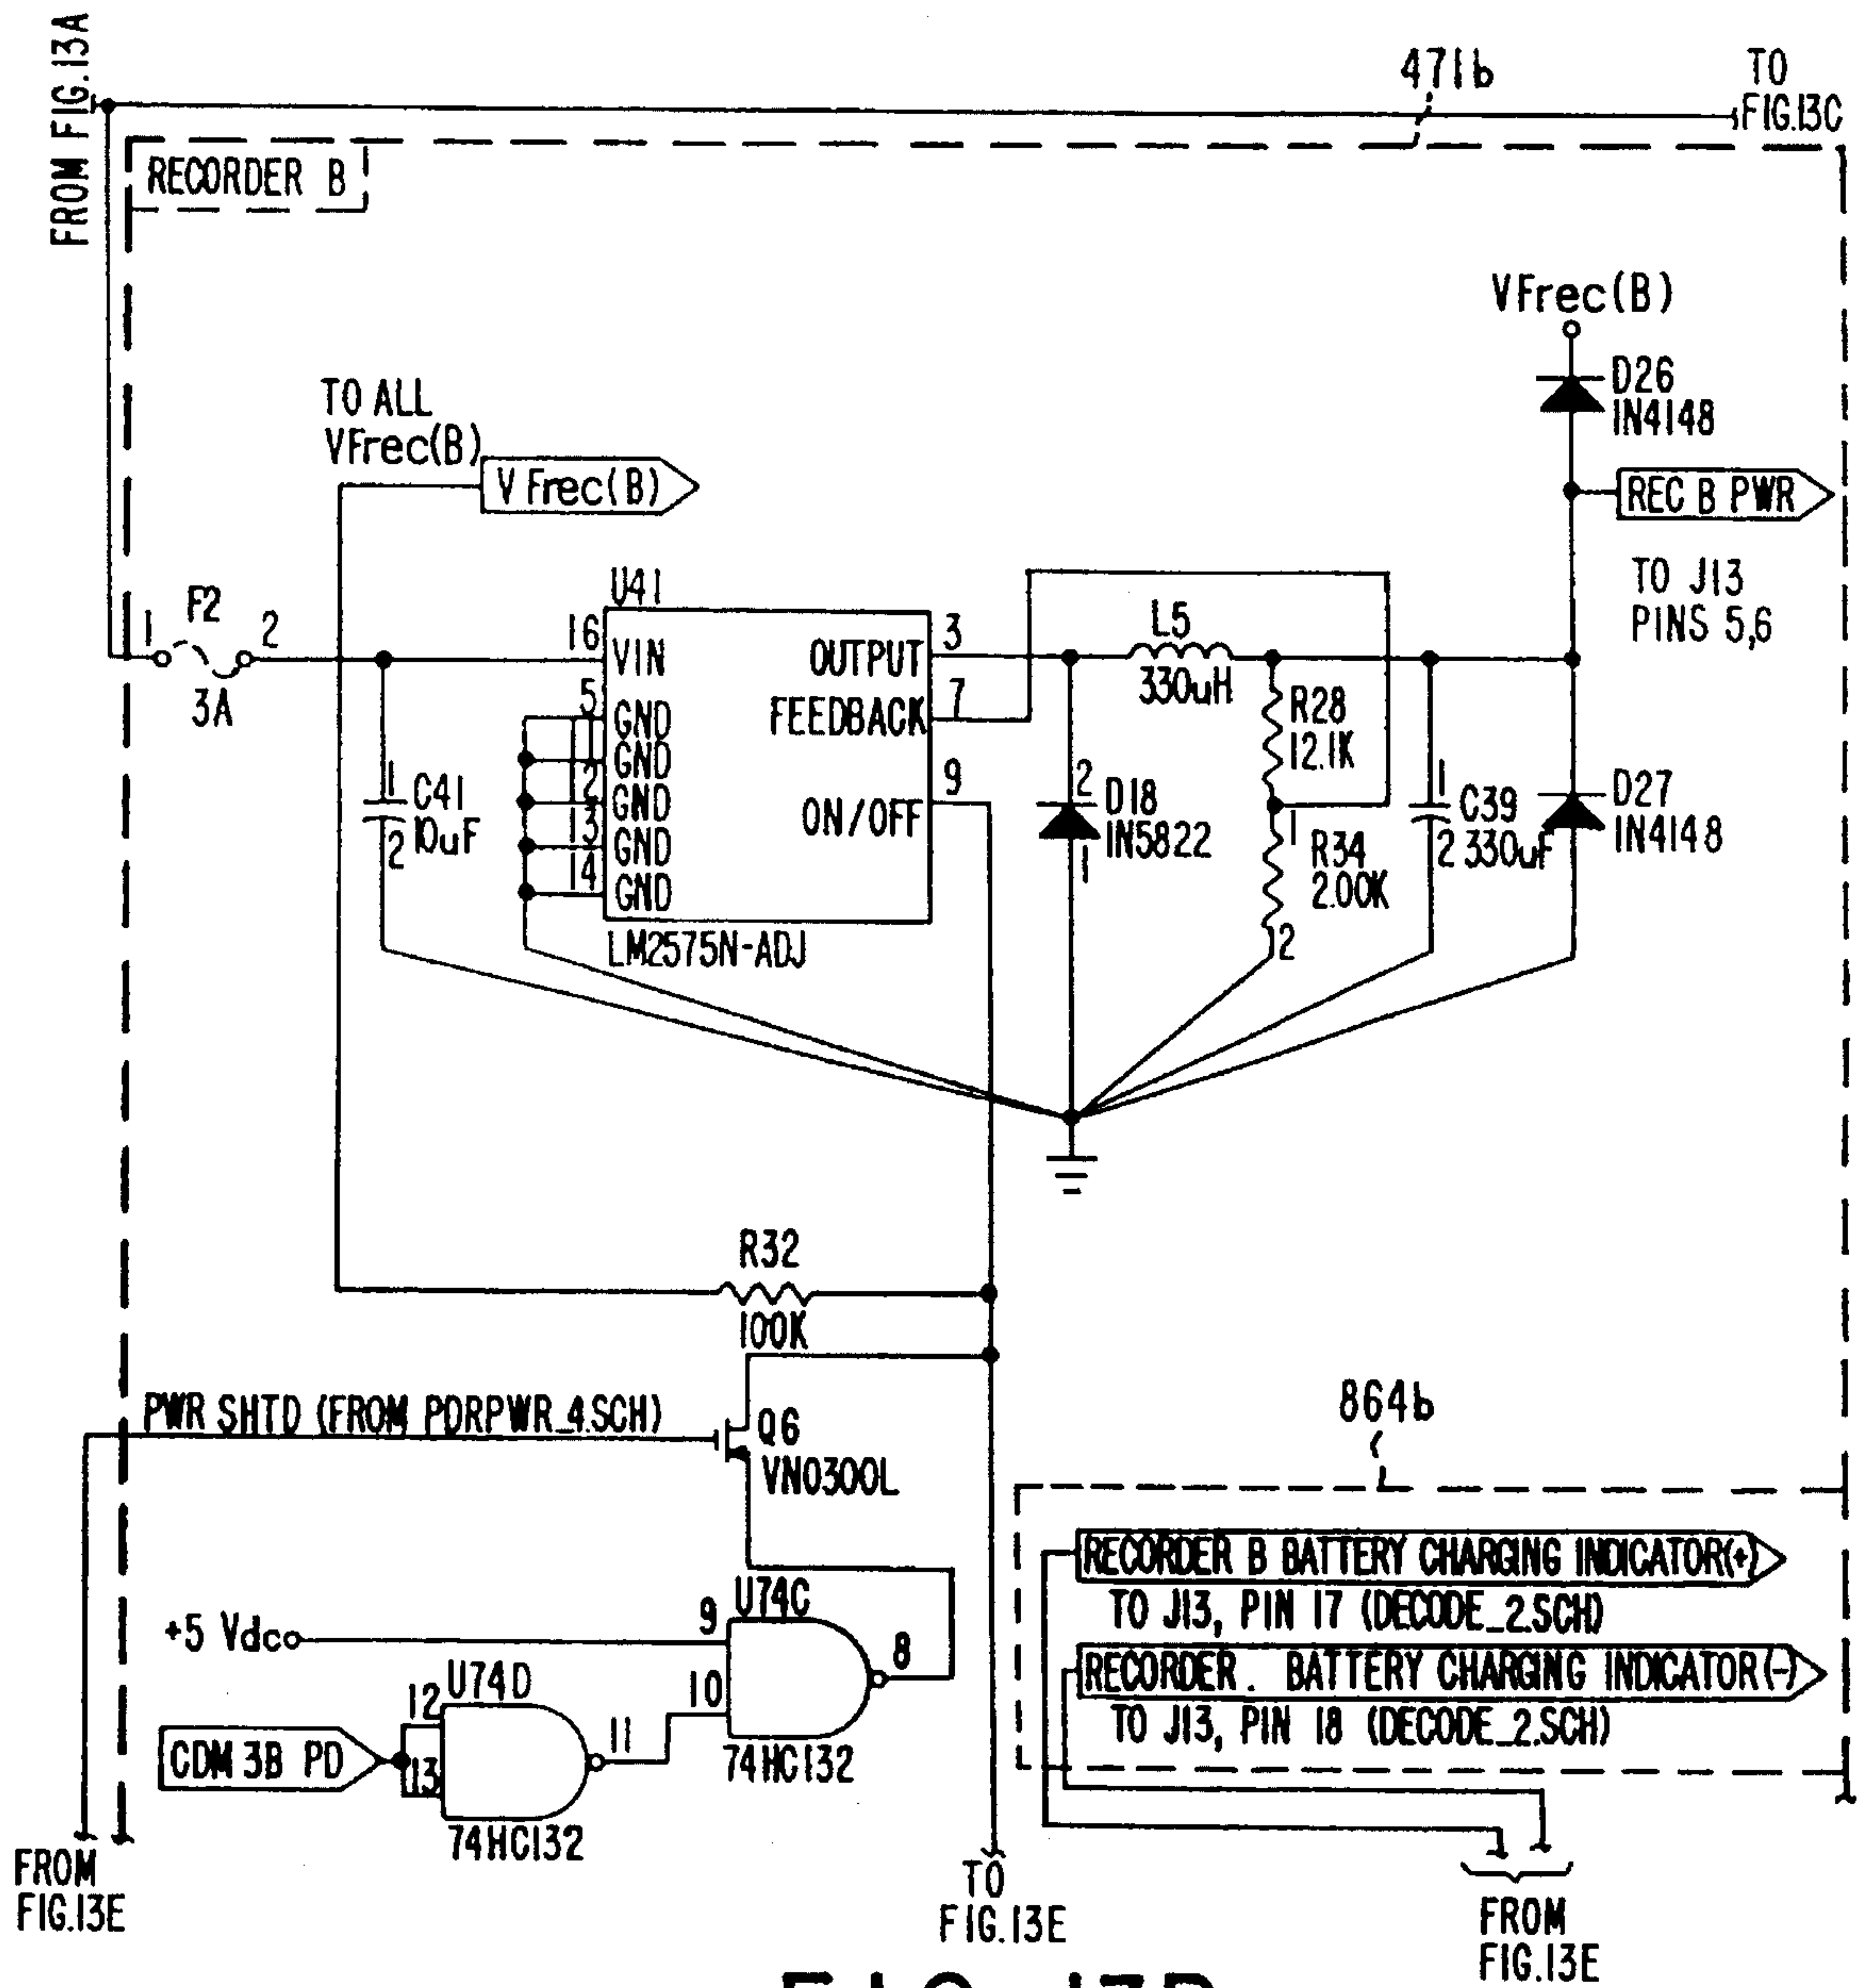 FROM FIG.13A
471b
TO
FIG.13C
RECORDER B
VFrec(B)
D26
IN4148
TO ALL
VFrec(B)
VFrec(B)
REC B PWR
TO J13
PINS 5,6
1
F2
2
3A
U41
16
VIN
5
GND
GND
12
GND
13
GND
14
GND
OUTPUT
3
FEEDBACK
7
ON/OFF
9
LM2575N-ADJ
1
C41
10uF
2
L5
330uH
R28
12.1K
2
D18
IN5822
1
1
R34
2.00K
2
1
C39
2 330uF
D27
IN4148
R32
100K
PWR SHTD (FROM PDRPWR_4.SCH)
Q6
VN0300L
864b
RECORDER B BATTERY CHARGING INDICATOR(+)
TO J13, PIN 17 (DECODE_2.SCH)
RECORDER . BATTERY CHARGING INDICATOR(-)
TO J13, PIN 18 (DECODE_2.SCH)
+5 Vdc
9
U74C
8
10
74HC132
CDM 3B PD
12
U74D
13
11
74HC132
FROM
FIG.13E
TO
FIG.13E
FROM
FIG.13E